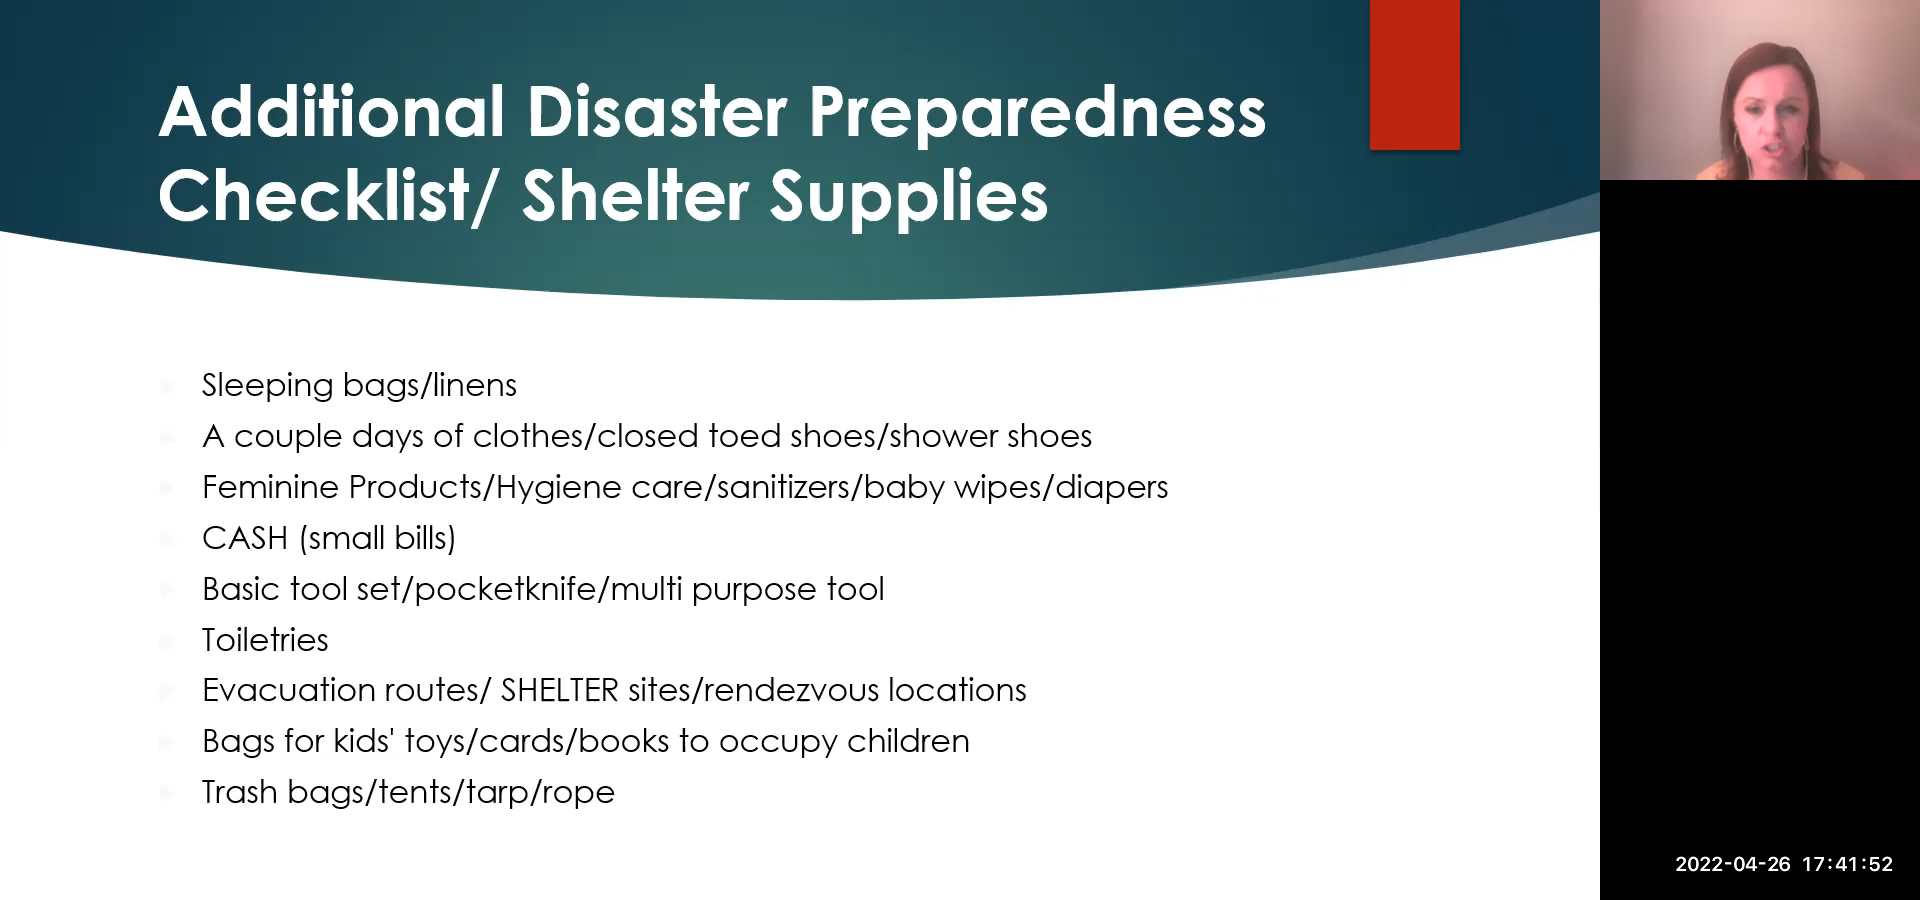 Additional Disaster Preparedness
Checklist/ Shelter Supplies
Sleeping bags/linens
A couple days of clothes/closed toed shoes/shower shoes
Feminine Products/Hygiene care/sanitizers/baby wipes/diapers
CASH (small bills)
Basic tool set/pocketknife/multi purpose tool
Toiletries
Evacuation routes/ SHELTER sites/rendezvous locations
Bags for kids' toys/cards/books to occupy children
Trash bags/tents/tarp/rope
2022-04-26 17:41:52